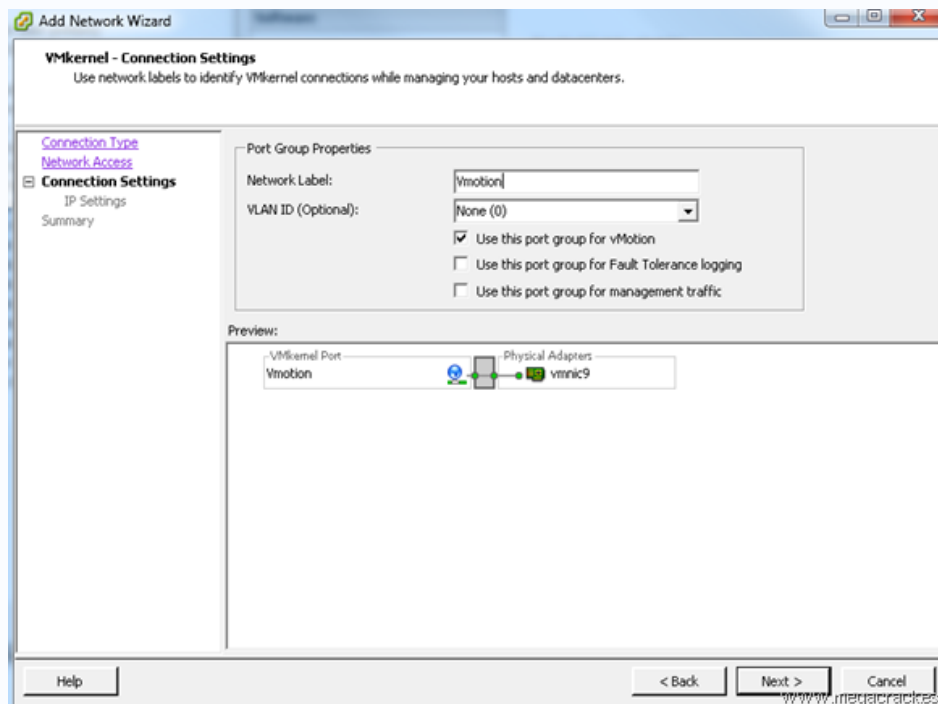 Add Network Wizard
VMkernel - Connection Settings
Use network labels to identify VMkernel connections while managing your hosts and datacenters.
Connection Type
Network Access
Connection Settings
IP Settings
Summary
Port Group Properties
Network Label:
Vmotion
VLAN ID (Optional):
None (0)
Use this port group for vMotion
Use this port group for Fault Tolerance logging
Use this port group for management traffic
Preview:
VMkernel Port
Vmotion
Physical Adapters
vmnic9
Help
< Back
Next >
Cancel